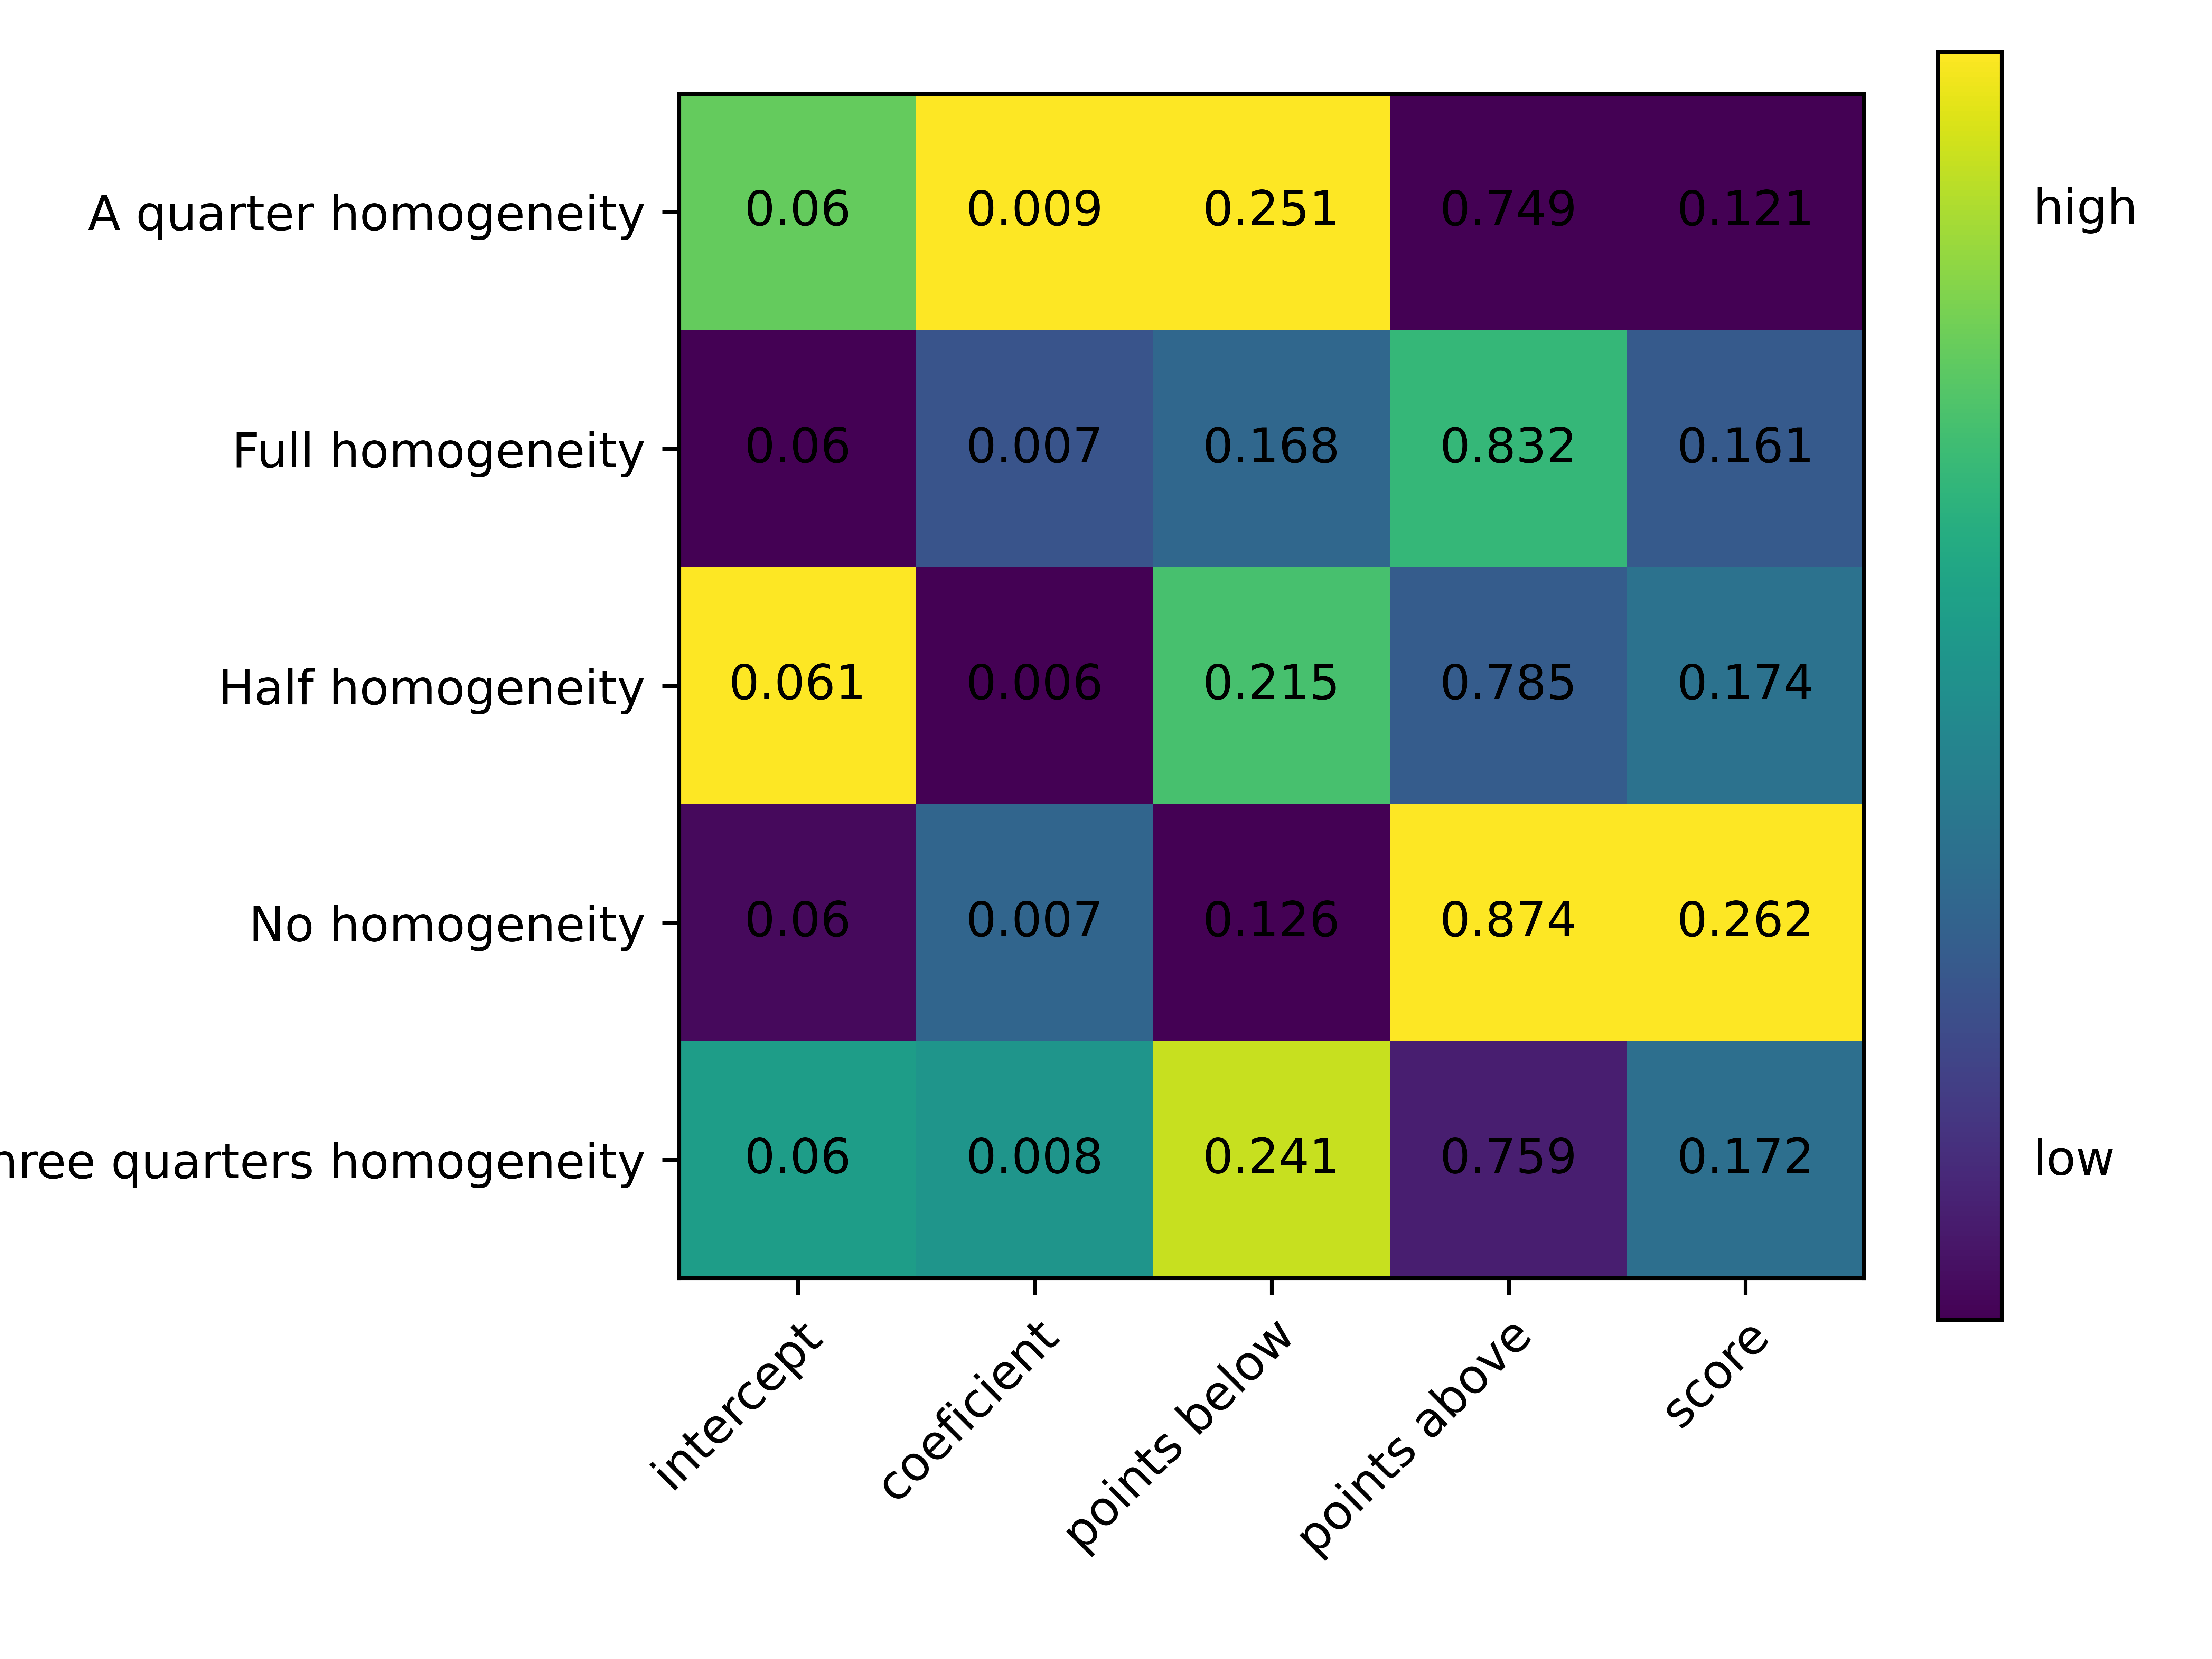 A quarter homogeneity 0.06 0.009 0.251 0.749 0.121 high
Full homogeneity 0.06 0.007 0.168 0.832 0.161
Half homogeneity 0.061 0.006 0.215 0.785 0.174
No homogeneity 0.06 0.007 0.126 0.874 0.262
quarters homogeneity 0.06 0.008 0.241 0.759 0.172 low
intercept coeficient points below points above score